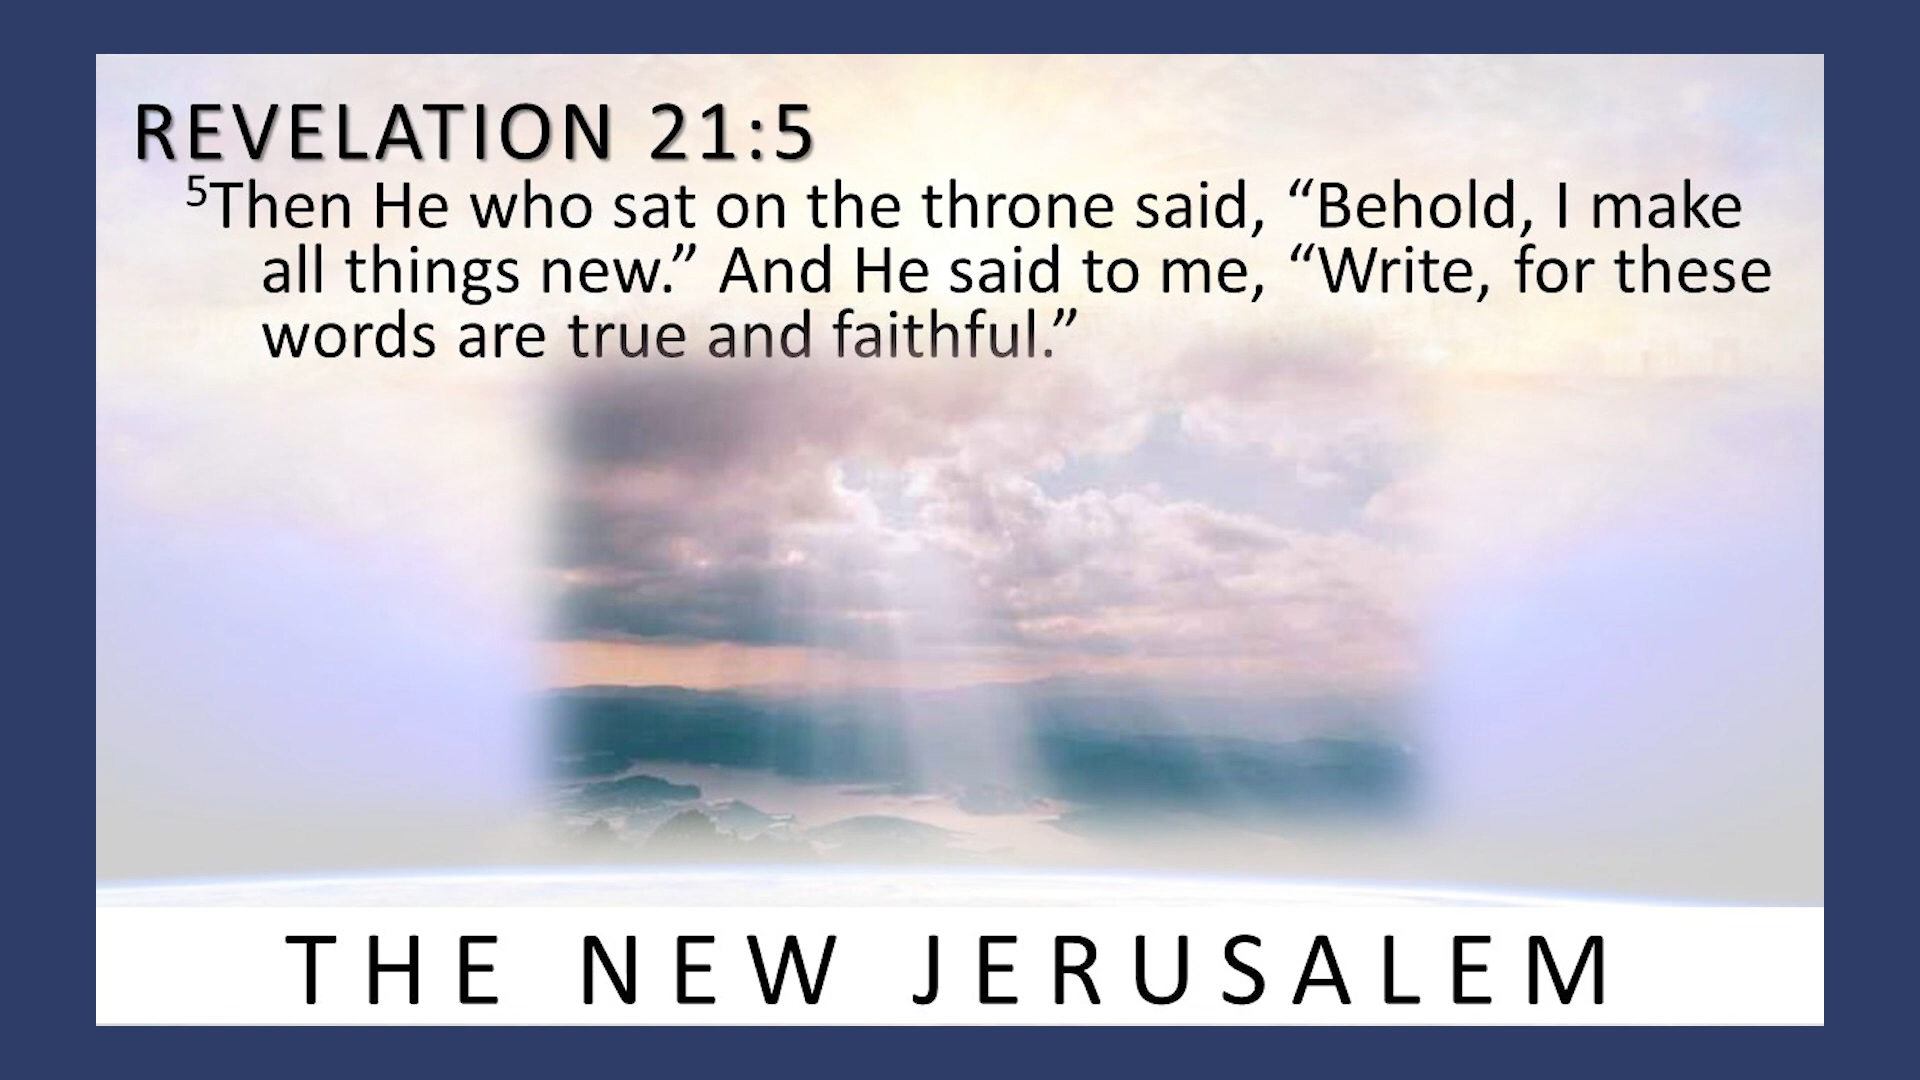 REVELATION 21:5
⁵Then He who sat on the throne said, “Behold, I make
all things new.” And He said to me, “Write, for these
words are true and faithful.”
THE NEW JERUSALEM